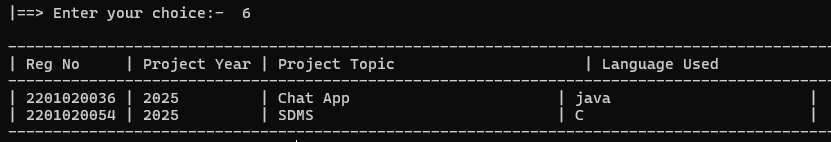 |==> Enter your choice:-  6
--------------------------------------------------------------------------------------------
| Reg No     | Project Year | Project Topic                     | Language Used
--------------------------------------------------------------------------------------------
| 2201020036 | 2025         | Chat App                       | java                      |
| 2201020054 | 2025         | SDMS                           | C                         |
--------------------------------------------------------------------------------------------